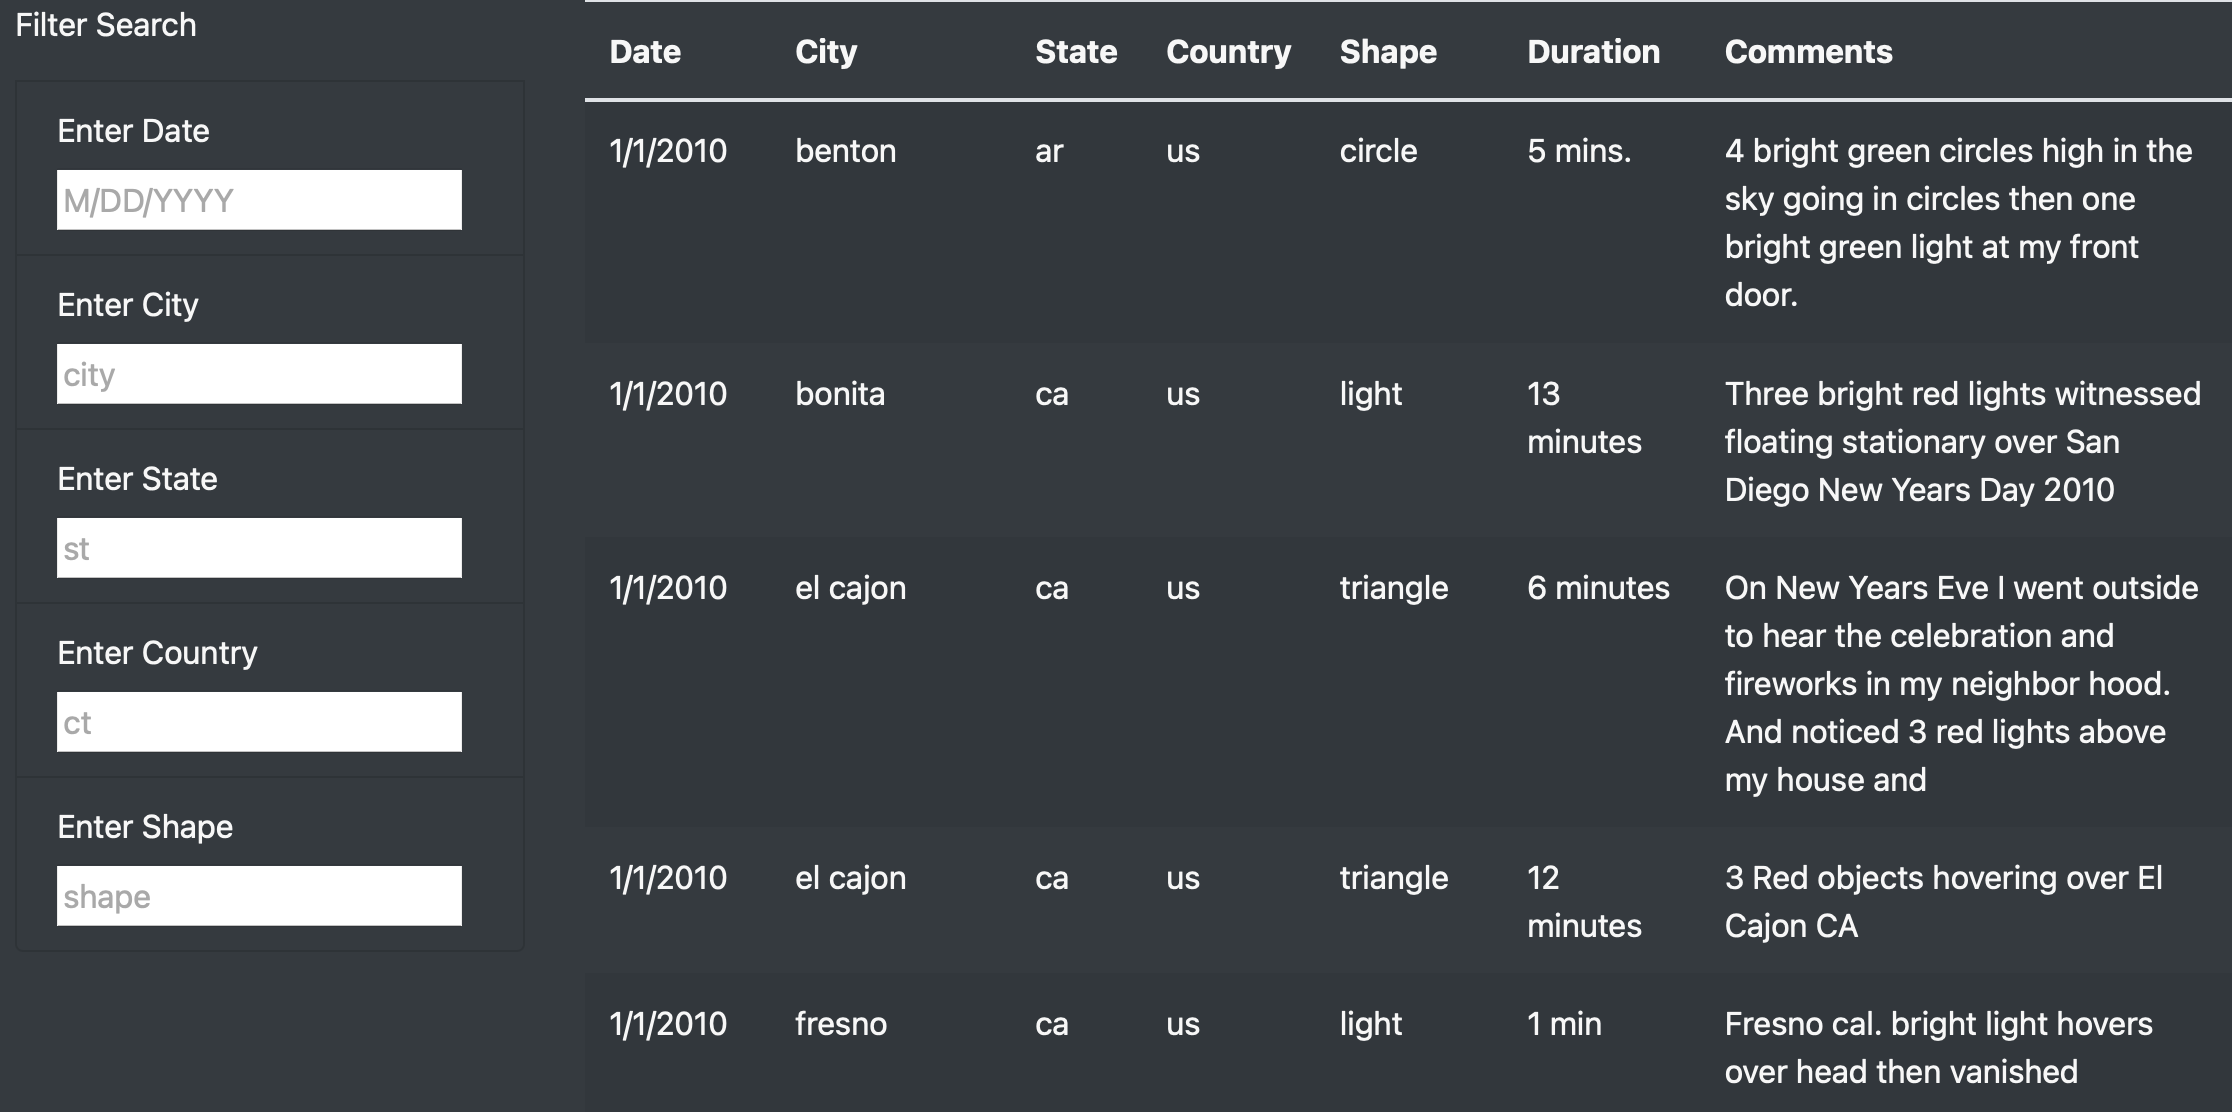 Filter Search
Enter Date
M/DD/YYYY
Enter City
city
Enter State
st
Enter Country
ct
Enter Shape
shape
Date City State Country Shape Duration Comments
1/1/2010 benton ar us circle 5 mins. 4 bright green circles high in the
sky going in circles then one
bright green light at my front
door.
1/1/2010 bonita ca us light 13 Three bright red lights witnessed
minutes floating stationary over San
Diego New Years Day 2010
1/1/2010 el cajon ca us triangle 6 minutes On New Years Eve I went outside
to hear the celebration and
fireworks in my neighbor hood.
And noticed 3 red lights above
my house and
1/1/2010 el cajon ca us triangle 12 3 Red objects hovering over El
minutes Cajon CA
1/1/2010 fresno ca us light 1 min Fresno cal. bright light hovers
over head then vanished